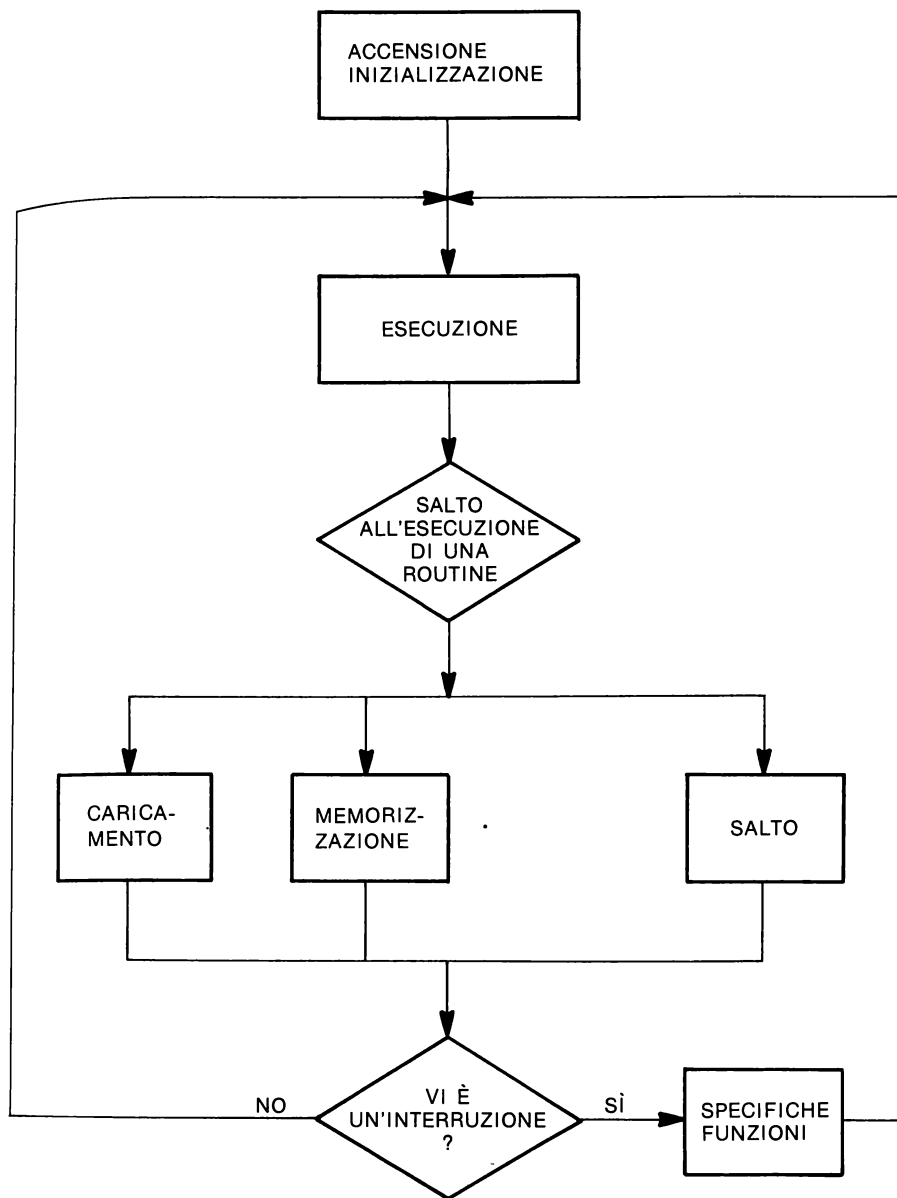 ACCENSIONE
INIZIALIZZAZIONE
ESECUZIONE
SALTO
ALL'ESECUZIONE
DI UNA
ROUTINE
CARICA-
MENTO
MEMORIZ-
ZAZIONE
SALTO
NO
VI È
UN'INTERRUZIONE
?
SÌ
SPECIFICHE
FUNZIONI